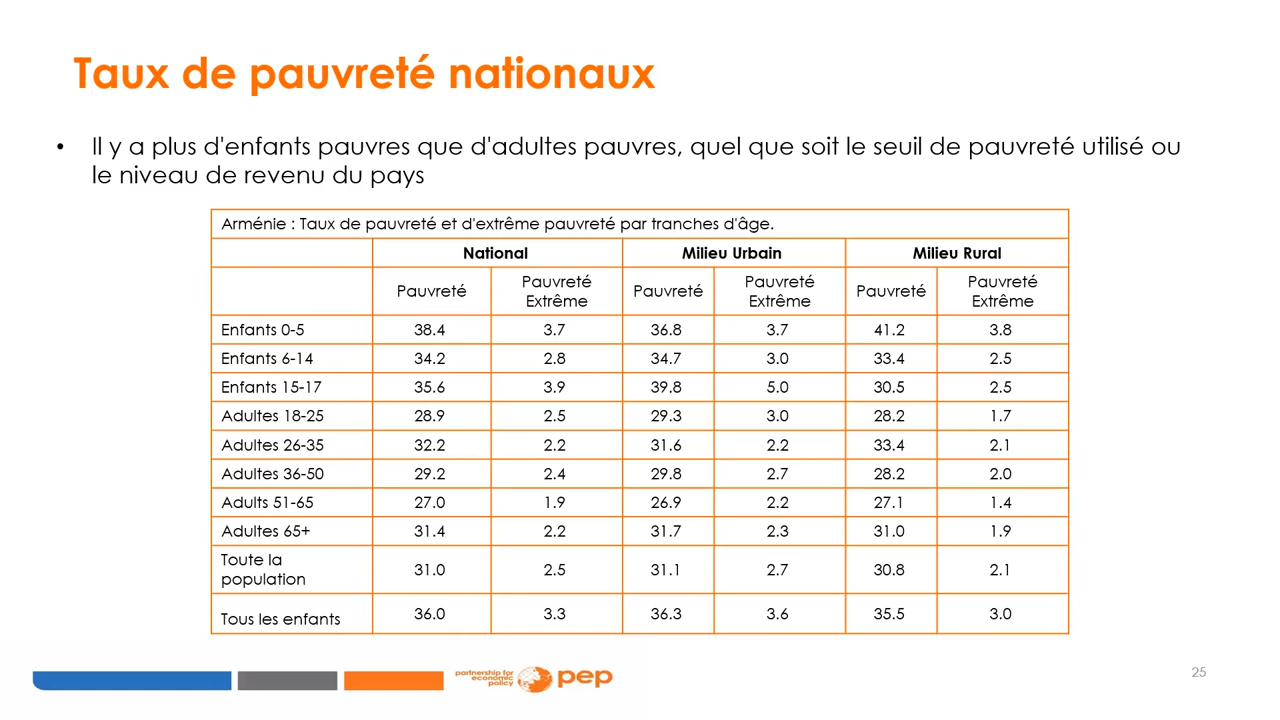 Taux de pauvreté nationaux
• Il y a plus d'enfants pauvres que d'adultes pauvres, quel que soit le seuil de pauvreté utilisé ou
le niveau de revenu du pays
Arménie : Taux de pauvreté et d'extrême pauvreté par tranches d'âge.
National Milieu Urbain Milieu Rural
Pauvreté Pauvreté Extrême Pauvreté Pauvreté Extrême Pauvreté Pauvreté Extrême
Enfants 0-5 38.4 3.7 36.8 3.7 41.2 3.8
Enfants 6-14 34.2 2.8 34.7 3.0 33.4 2.5
Enfants 15-17 35.6 3.9 39.8 5.0 30.5 2.5
Adultes 18-25 28.9 2.5 29.3 3.0 28.2 1.7
Adultes 26-35 32.2 2.2 31.6 2.2 33.4 2.1
Adultes 36-50 29.2 2.4 29.8 2.7 28.2 2.0
Adults 51-65 27.0 1.9 26.9 2.2 27.1 1.4
Adultes 65+ 31.4 2.2 31.7 2.3 31.0 1.9
Toute la population 31.0 2.5 31.1 2.7 30.8 2.1
Tous les enfants 36.0 3.3 36.3 3.6 35.5 3.0
partnership for
economic
policy
pep
25